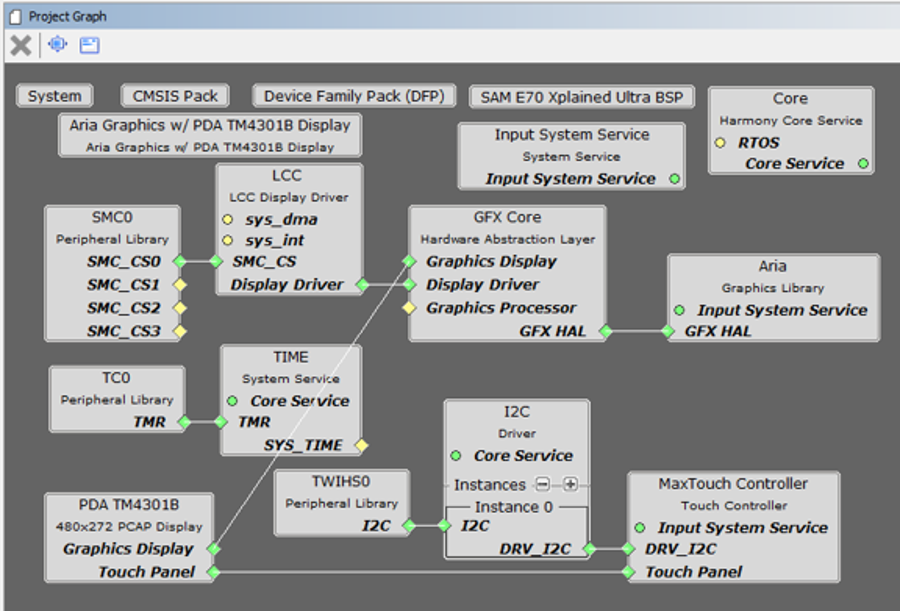 Project Graph
System
CMSIS Pack
Device Family Pack (DFP)
SAM E70 Xplained Ultra BSP
Core
Harmony Core Service
RTOS
Core Service
Aria Graphics w/ PDA TM4301B Display
Aria Graphics w/ PDA TM4301B Display
Input System Service
System Service
Input System Service
LCC
LCC Display Driver
sys_dma
sys_int
SMC_CS
Display Driver
SMC0
Peripheral Library
SMC_CS0
SMC_CS1
SMC_CS2
SMC_CS3
GFX Core
Hardware Abstraction Layer
Graphics Display
Display Driver
Graphics Processor
GFX HAL
Aria
Graphics Library
Input System Service
GFX HAL
TC0
Peripheral Library
TMR
TIME
System Service
Core Service
TMR
SYS_TIME
I2C
Driver
Core Service
Instances
Instance 0
I2C
DRV_I2C
TWIHS0
Peripheral Library
I2C
PDA TM4301B
480x272 PCAP Display
Graphics Display
Touch Panel
MaxTouch Controller
Touch Controller
Input System Service
DRV_I2C
Touch Panel